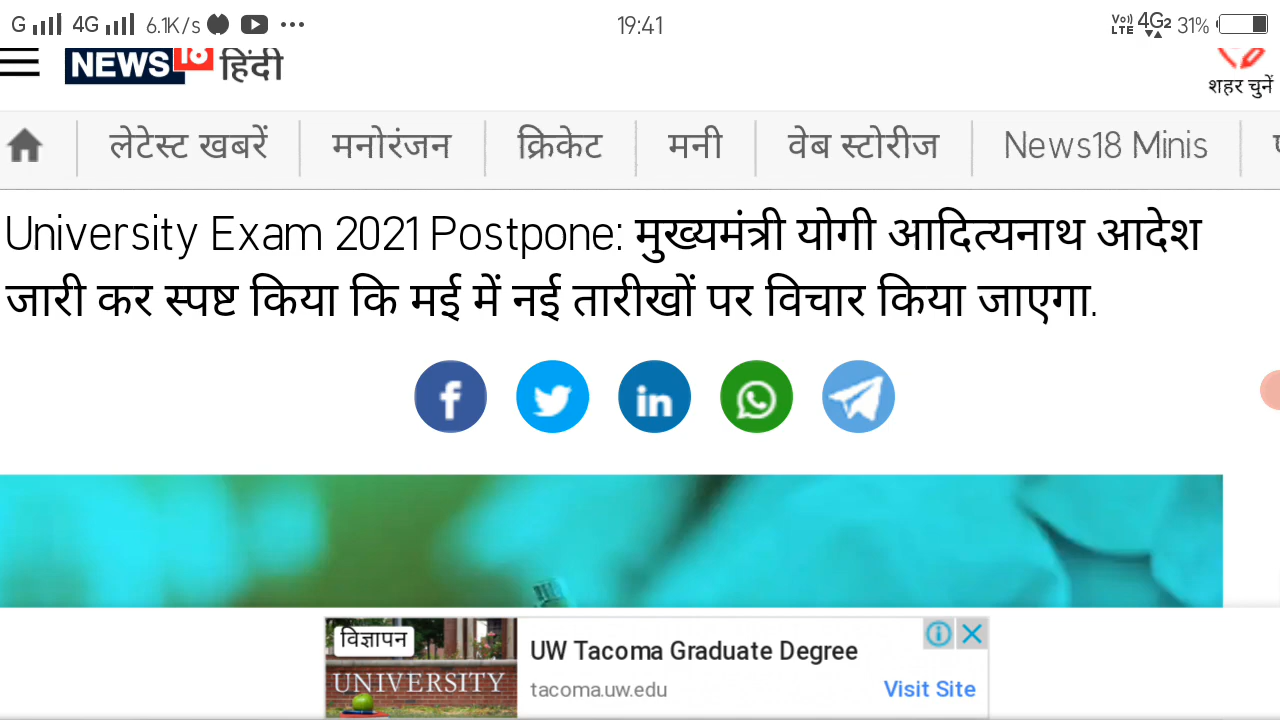 G 4G 6.1K/s ••• 19:41 Vo)) LTE 4G2 31%
NEWS 18 हिंदी
शहर चुनें
लेटेस्ट खबरें मनोरंजन क्रिकेट मनी वेब स्टोरीज News18 Minis
University Exam 2021 Postpone: मुख्यमंत्री योगी आदित्यनाथ आदेश
जारी कर स्पष्ट किया कि मई में नई तारीखों पर विचार किया जाएगा.
विज्ञापन
UNIVERSITY
UW Tacoma Graduate Degree
tacoma.uw.edu Visit Site